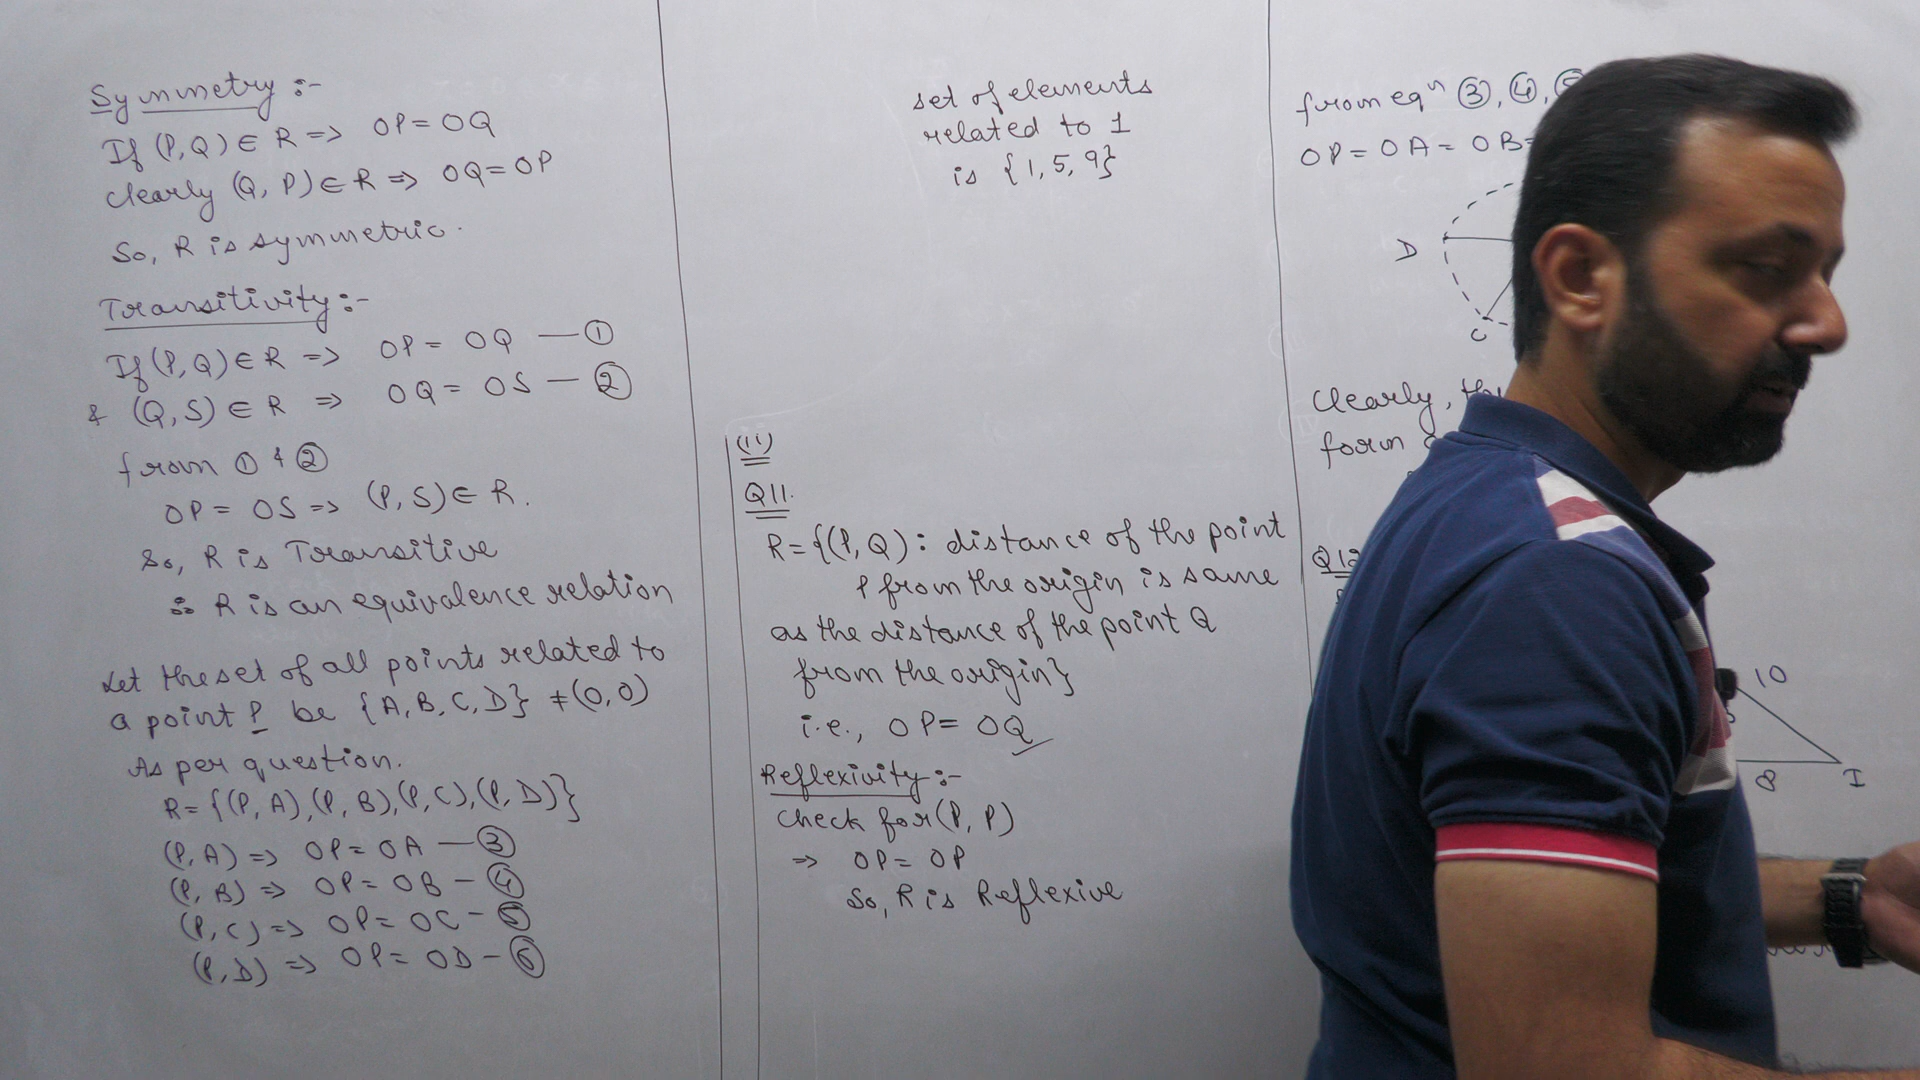 Symmetry :-
If (P,Q) ∈ R => OP = OQ
clearly (Q, P) ∈ R => OQ = OP
So, R is symmetric.
Transitivity :-
If (P,Q) ∈ R => OP = OQ — ①
& (Q,S) ∈ R => OQ = OS — ②
from ① & ②
OP = OS => (P,S) ∈ R.
So, R is Transitive
∴ R is an equivalence relation
Let the set of all points related to
a point P be {A,B,C,D} ≠ (0,0)
As per question.
R = {(P,A),(P,B),(P,C),(P,D)}
(P,A) => OP = OA — ③
(P,B) => OP = OB — ④
(P,C) => OP = OC — ⑤
(P,D) => OP = OD — ⑥
set of elements
related to 1
is {1,5,9}
(ii)
Q11.
R = {(P,Q) : distance of the point
P from the origin is same
as the distance of the point Q
from the origin}
i.e., OP = OQ
Reflexivity :-
check for (P,P)
=> OP = OP
So, R is Reflexive
from eqn ③, ④,
OP = OA = OB =
D
C
Clearly,
form
10
8
I